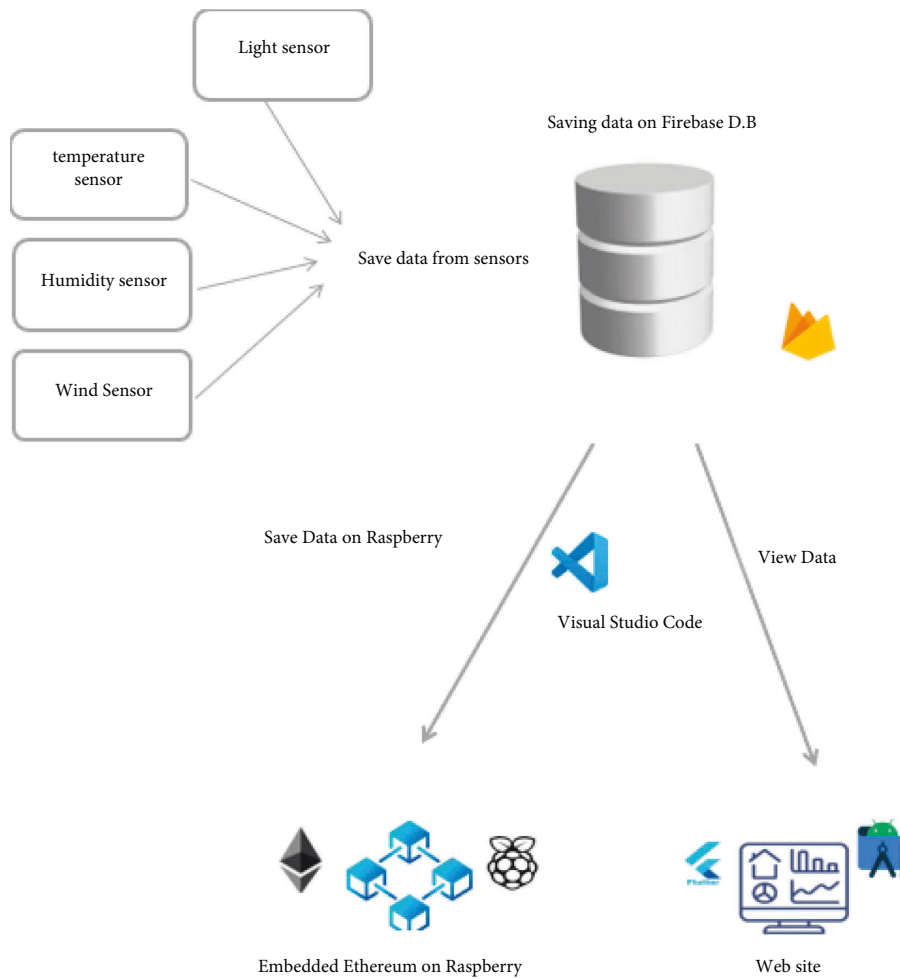 Light sensor
Saving data on Firebase D.B
temperature
sensor
Save data from sensors
Humidity sensor
Wind Sensor
Save Data on Raspberry
View Data
Visual Studio Code
Embedded Ethereum on Raspberry
Web site